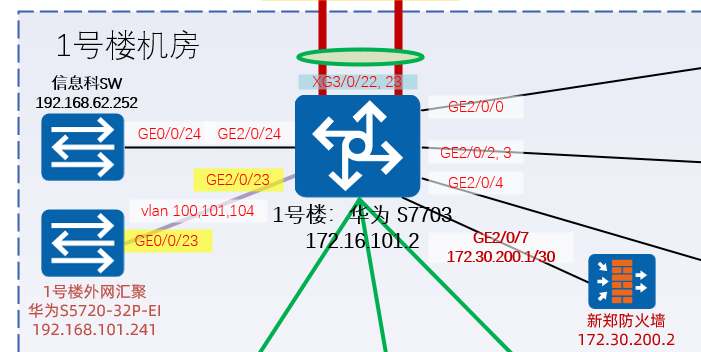 1号楼机房
XG3/0/22, 23
信息科SW
192.168.62.252
GE0/0/24
GE2/0/24
GE2/0/0
GE2/0/2, 3
GE2/0/23
GE2/0/4
vlan 100,101,104
1号楼：华为 S7703
172.16.101.2
GE0/0/23
GE2/0/7
172.30.200.1/30
1号楼外网汇聚
华为S5720-32P-EI
192.168.101.241
新郑防火墙
172.30.200.2